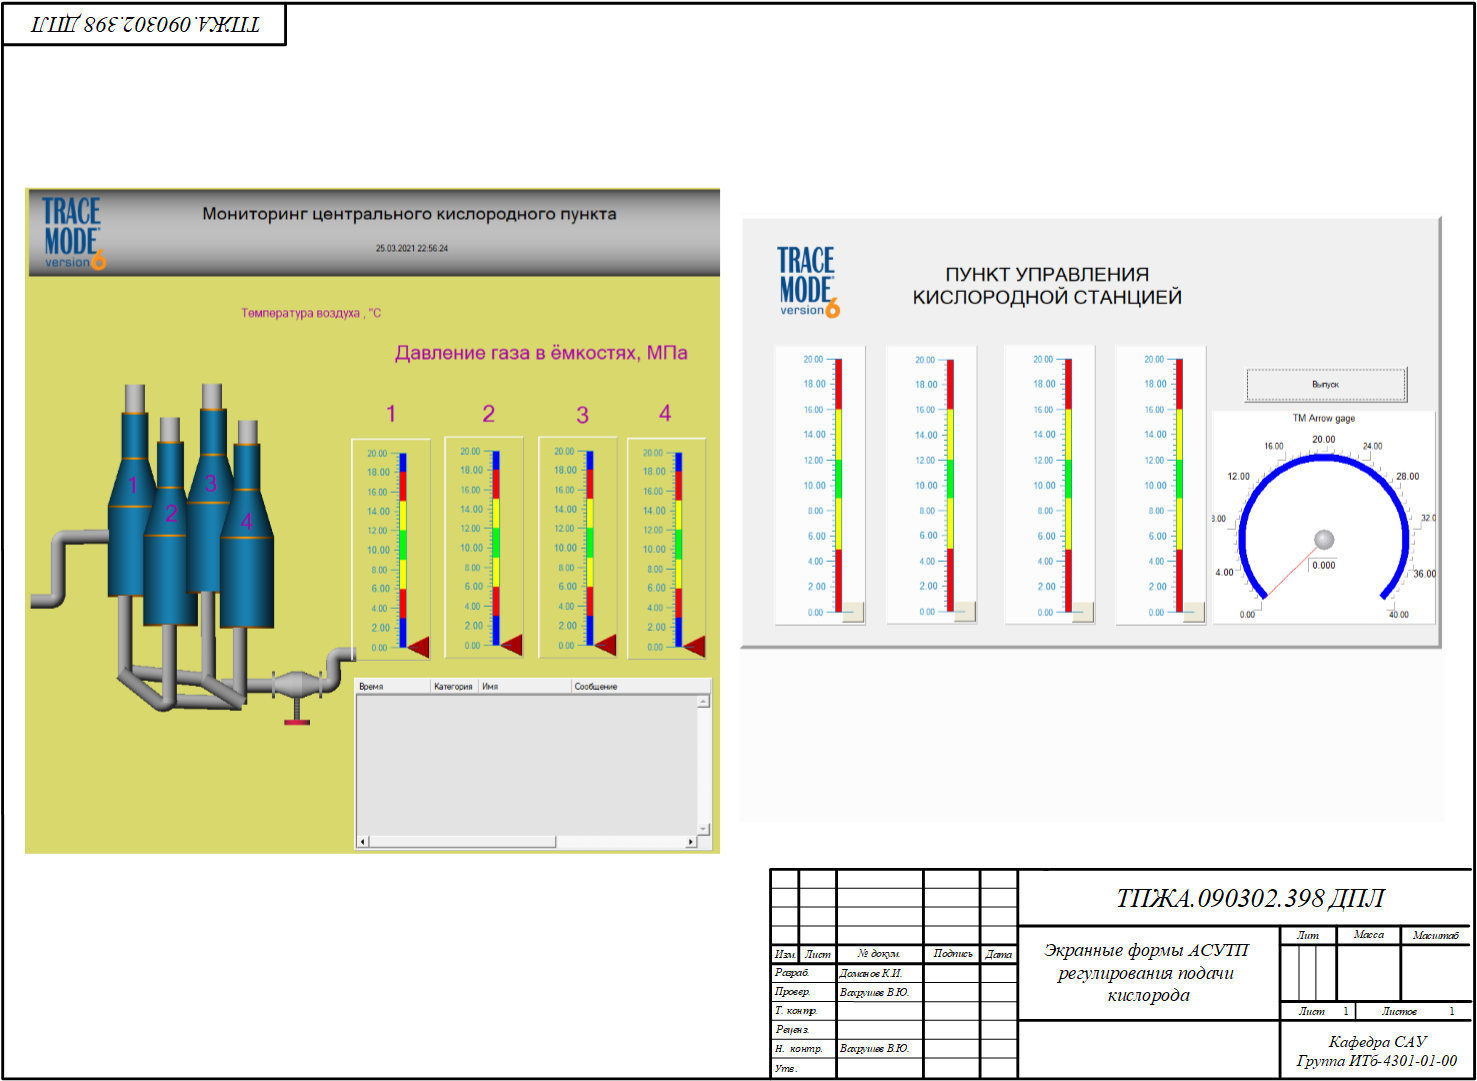 ТПЖА.090302.398 ДПЛ
TRACE
MODE
version 6
Мониторинг центрального кислородного пункта
25.03.2021 22:56:24
Температура воздуха , °C
Давление газа в ёмкостях, МПа
1 2 3 4
1
2
3
4
20.00 20.00 20.00 20.00
18.00 18.00 18.00 18.00
16.00 16.00 16.00 16.00
14.00 14.00 14.00 14.00
12.00 12.00 12.00 12.00
10.00 10.00 10.00 10.00
8.00 8.00 8.00 8.00
6.00 6.00 6.00 6.00
4.00 4.00 4.00 4.00
2.00 2.00 2.00 2.00
0.00 0.00 0.00 0.00
Время Категория Имя Сообщение
TRACE
MODE
version 6
ПУНКТ УПРАВЛЕНИЯ
КИСЛОРОДНОЙ СТАНЦИЕЙ
20.00 20.00 20.00 20.00
18.00 18.00 18.00 18.00
16.00 16.00 16.00 16.00
14.00 14.00 14.00 14.00
12.00 12.00 12.00 12.00
10.00 10.00 10.00 10.00
8.00 8.00 8.00 8.00
6.00 6.00 6.00 6.00
4.00 4.00 4.00 4.00
2.00 2.00 2.00 2.00
0.00 0.00 0.00 0.00
Выпуск
TM Arrow gage
20.00
16.00 24.00
12.00 28.00
8.00 32.0
4.00 36.00
0.000
0.00 40.00
ТПЖА.090302.398 ДПЛ
Экранные формы АСУТП
регулирования подачи
кислорода
Лит Масса Масштаб
Изм. Лист № докум. Подпись Дата
Разраб. Доманов К.И.
Провер. Вахрушев В.Ю.
Т. контр.
Реценз.
Н. контр. Вахрушев В.Ю.
Утв.
Лист 1 Листов 1
Кафедра САУ
Группа ИТб-4301-01-00